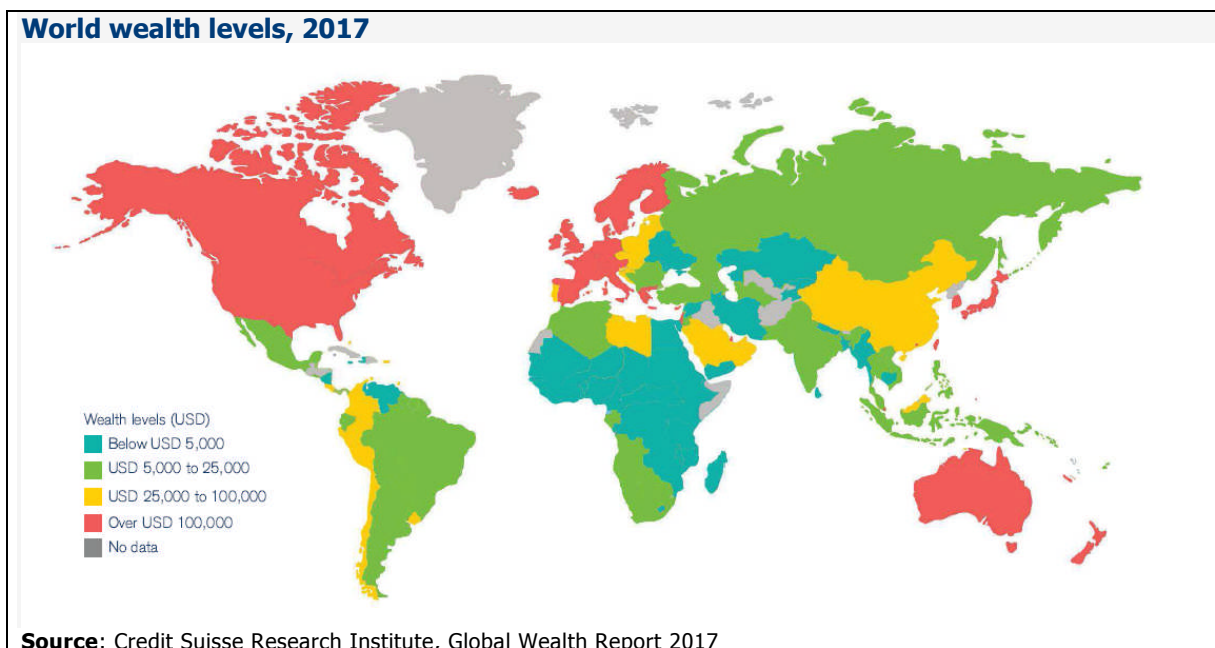 World wealth levels, 2017
Wealth levels (USD)
Below USD 5,000
USD 5,000 to 25,000
USD 25,000 to 100,000
Over USD 100,000
No data
Source: Credit Suisse Research Institute, Global Wealth Report 2017